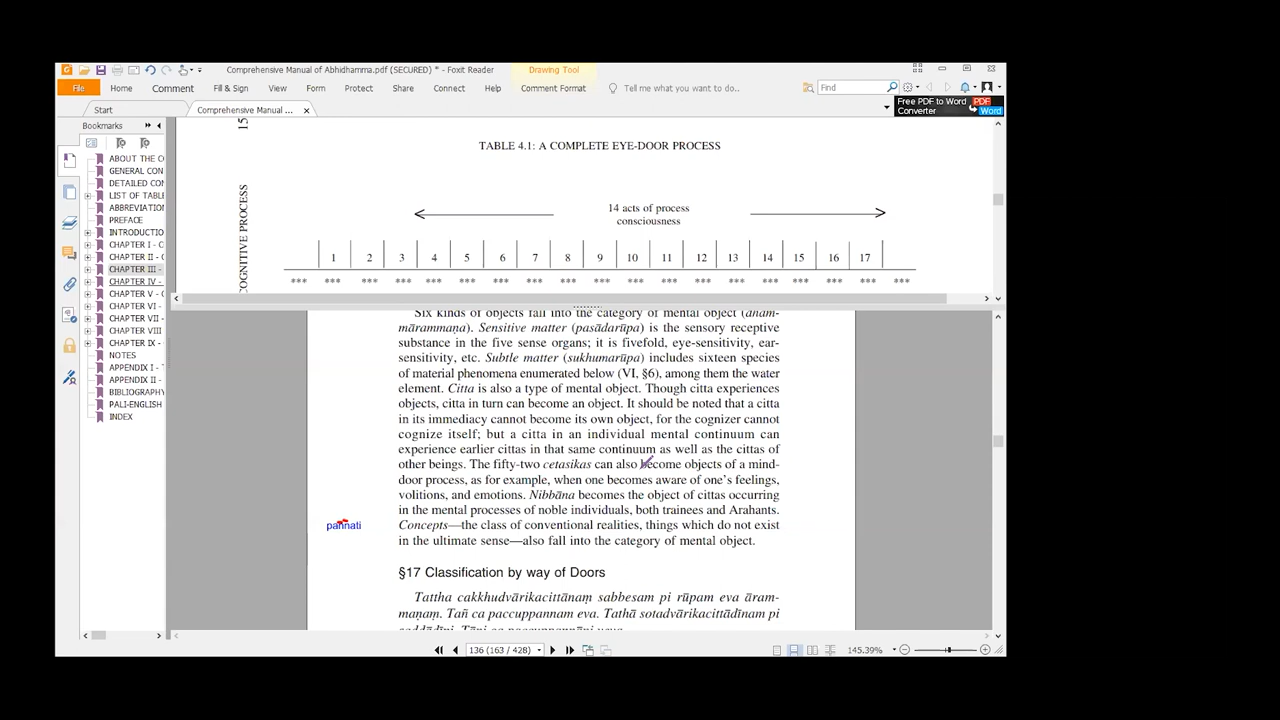 Comprehensive Manual of Abhidhamma.pdf (SECURED) * - Foxit Reader
Drawing Tool
File Home Comment Fill & Sign Form Protect Share Connect Help Comment Format Tell me what you want to do... Find
Start Comprehensive Manual ...
Free PDF to Word
Converter
PDF
Word
Bookmarks
ABOUT THE C
GENERAL CON
DETAILED CON
LIST OF TABLE
ABBREVIATION
PREFACE
INTRODUCTIO
CHAPTER I - C
CHAPTER II - C
CHAPTER III -
CHAPTER IV -
CHAPTER V - C
CHAPTER VI -
CHAPTER VII -
CHAPTER VIII
CHAPTER IX -
NOTES
APPENDIX I -
APPENDIX II -
BIBLIOGRAPHY
PALI-ENGLISH
INDEX
15
COGNITIVE PROCESS
TABLE 4.1: A COMPLETE EYE-DOOR PROCESS
14 acts of process
consciousness
1 2 3 4 5 6 7 8 9 10 11 12 13 14 15 16 17
*** *** *** *** *** *** *** *** *** *** *** *** *** *** *** *** *** *** ***
Six kinds of objects fall into the category of mental object (dham-
mārammaṇa). Sensitive matter (pasādarūpa) is the sensory receptive
substance in the five sense organs; it is fivefold, eye-sensitivity, ear-
sensitivity, etc. Subtle matter (sukhumarūpa) includes sixteen species
of material phenomena enumerated below (VI, §6), among them the water
element. Citta is also a type of mental object. Though citta experiences
objects, citta in turn can become an object. It should be noted that a citta
in its immediacy cannot become its own object, for the cognizer cannot
cognize itself; but a citta in an individual mental continuum can
experience earlier cittas in that same continuum as well as the cittas of
other beings. The fifty-two cetasikas can also become objects of a mind-
door process, as for example, when one becomes aware of one's feelings,
volitions, and emotions. Nibbāna becomes the object of cittas occurring
in the mental processes of noble individuals, both trainees and Arahants.
pannati
Concepts—the class of conventional realities, things which do not exist
in the ultimate sense—also fall into the category of mental object.
§17 Classification by way of Doors
Tattha cakkhudvārikacittānaṃ sabbesam pi rūpam eva āram-
maṇaṃ. Tañ ca paccuppannam eva. Tathā sotadvārikacittādīnam pi
saddādīni. Tāni ca paccuppannāni yeva.
136 (163 / 428)
145.39%